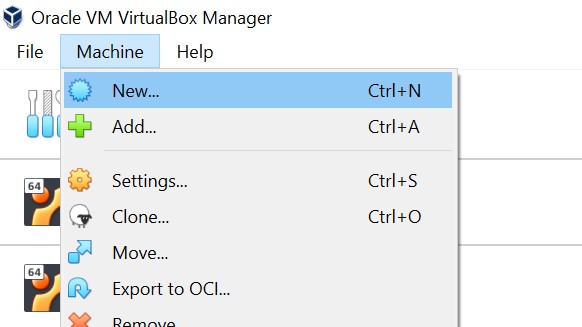 Oracle VM VirtualBox Manager
File Machine Help
New... Ctrl+N
Add... Ctrl+A
Settings... Ctrl+S
64
Clone... Ctrl+O
Move...
64
Export to OCI...
Remove